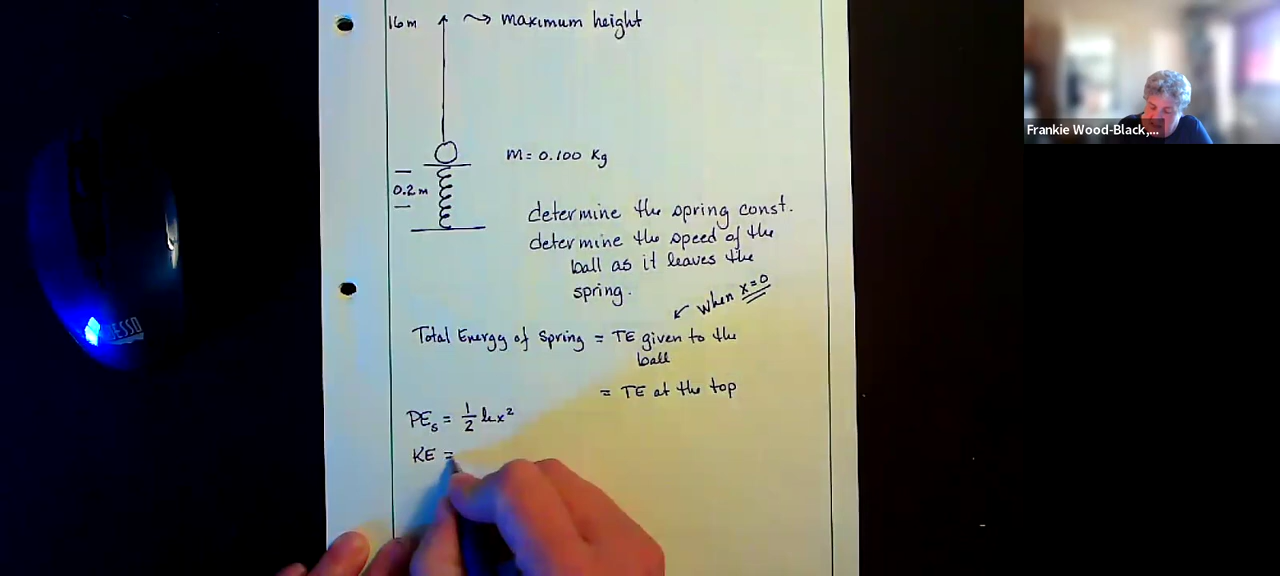 16m → maximum height
m = 0.100 Kg
0.2m
determine the spring const.
determine the speed of the
ball as it leaves the
spring.
when x=0
Total Energy of Spring = TE given to the
ball
= TE at the top
PEs = 1/2 kx²
KE =
Frankie Wood-Black,...